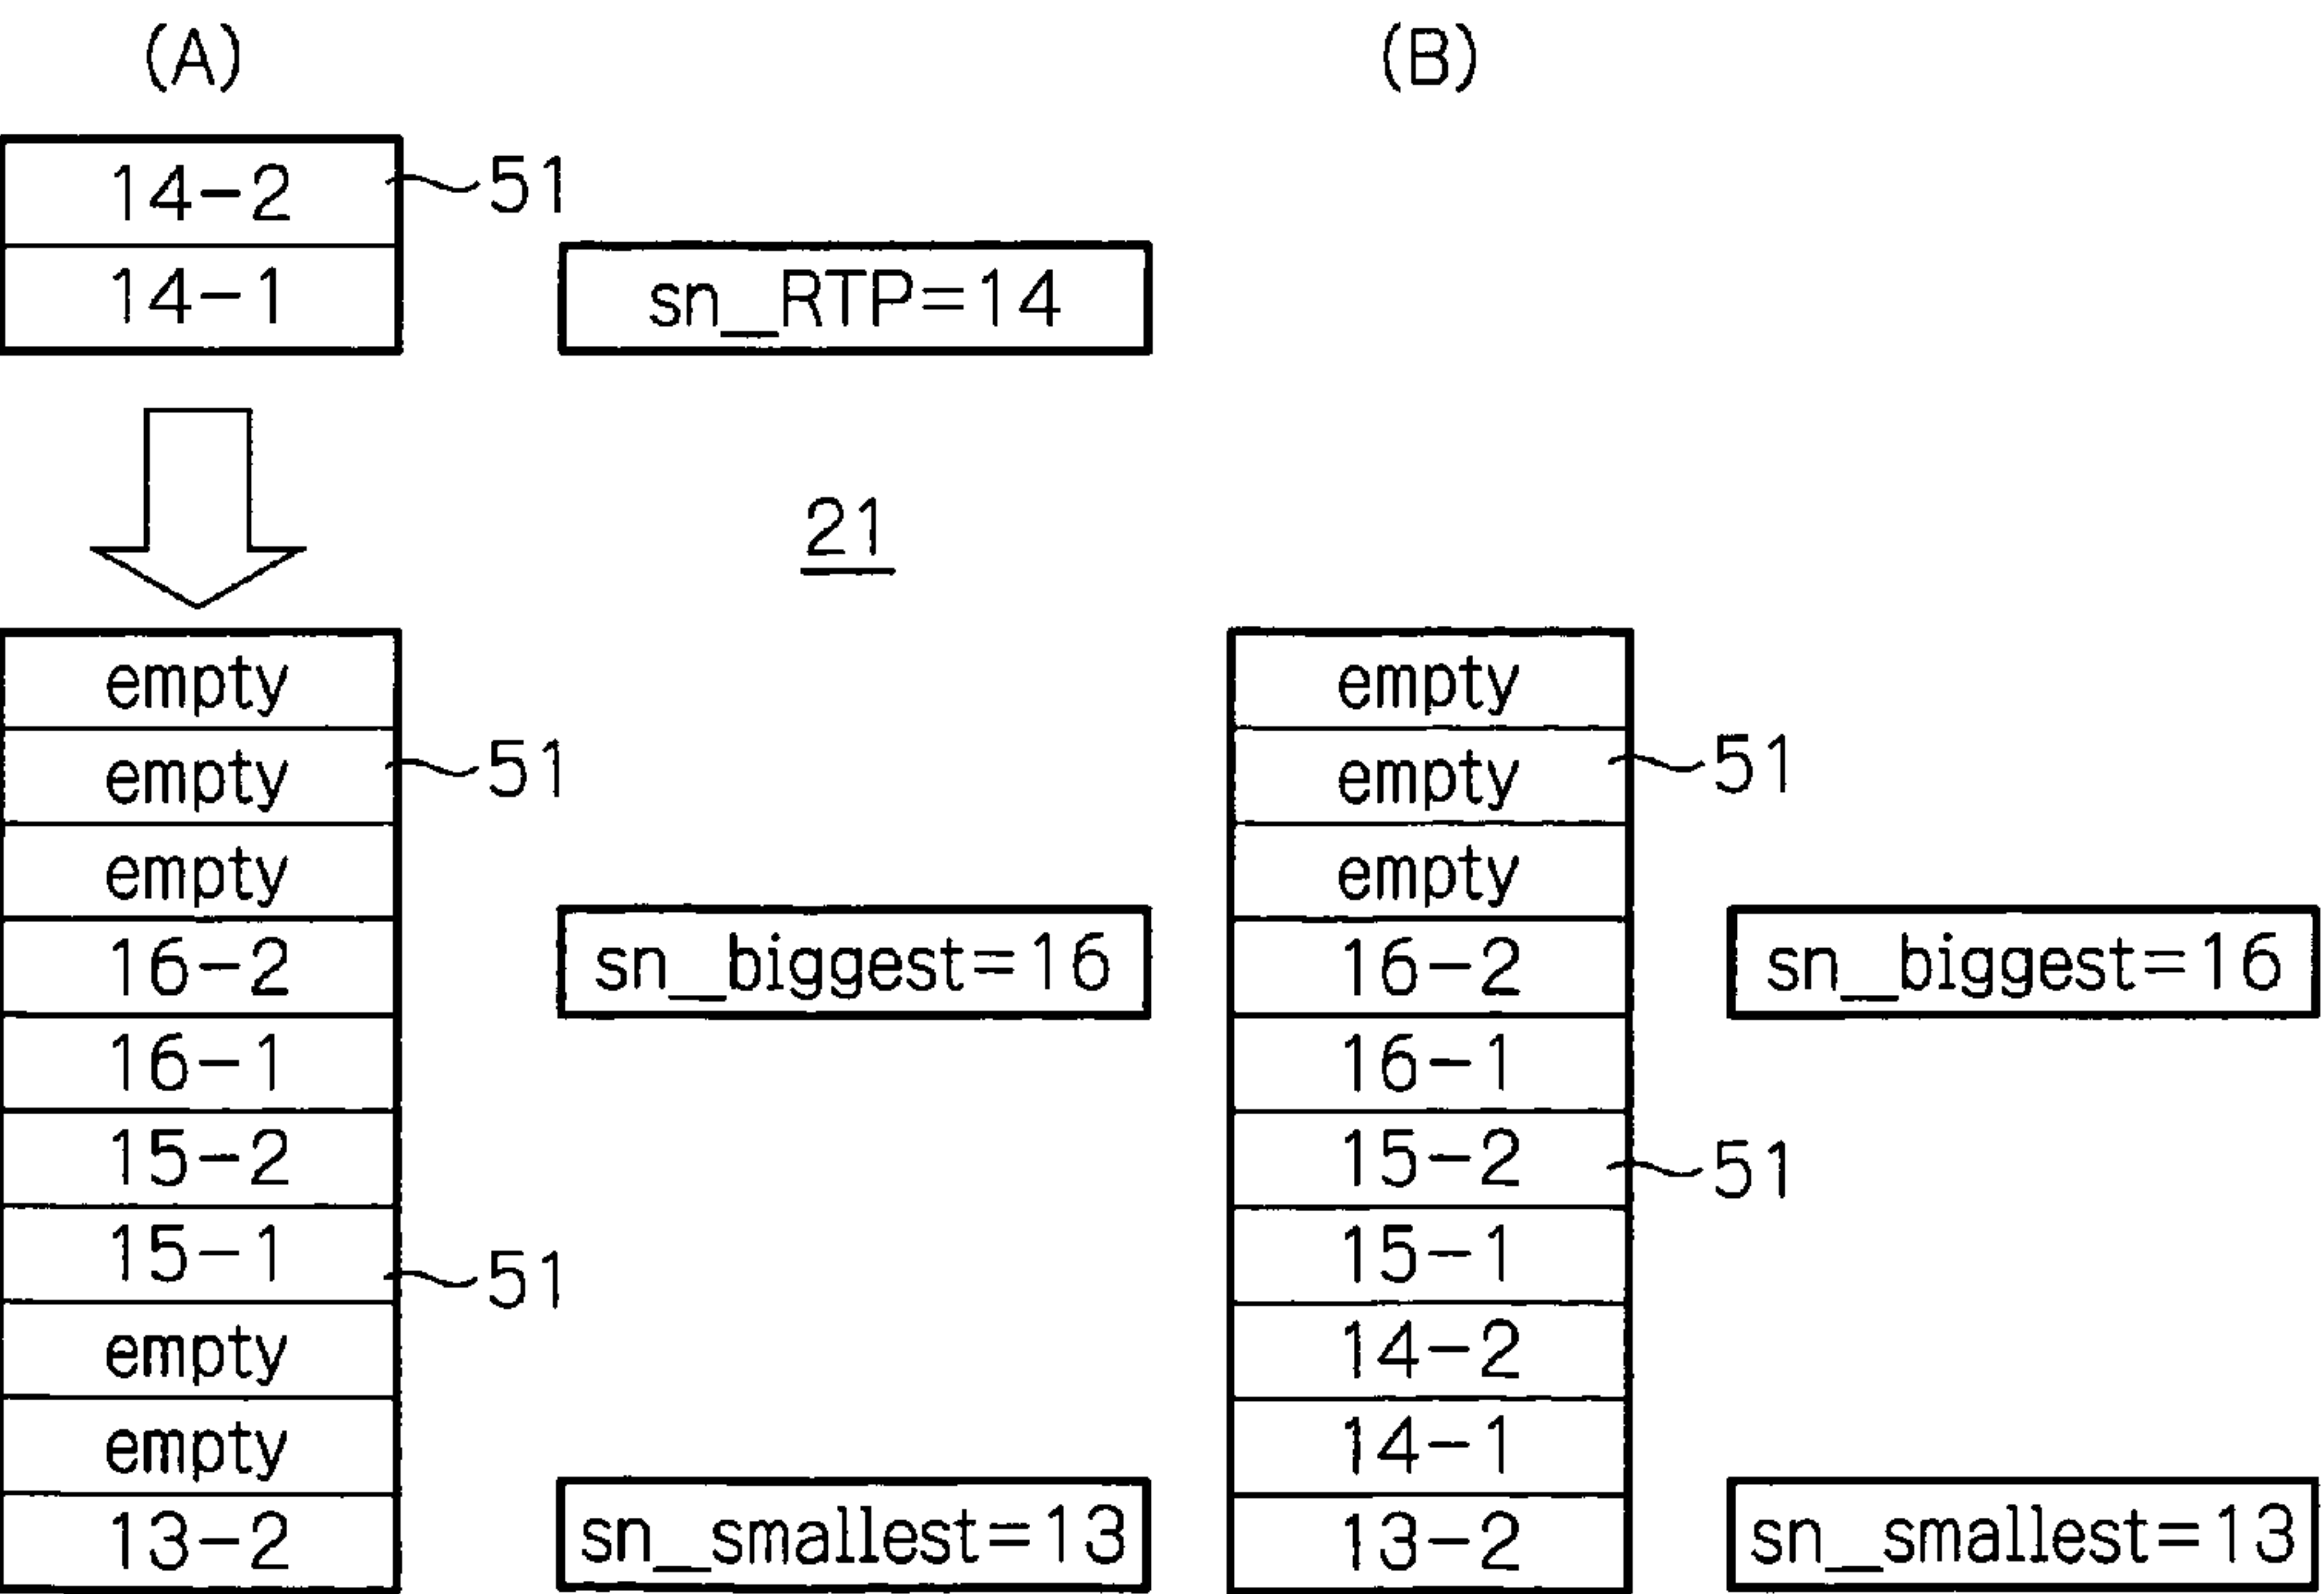 (A)
14-2
51
14-1
sn_RTP=14
21
empty
empty
51
empty
16-2
sn_biggest=16
16-1
15-2
15-1
51
empty
empty
13-2
sn_smallest=13
(B)
empty
empty
51
empty
16-2
sn_biggest=16
16-1
15-2
51
15-1
14-2
14-1
13-2
sn_smallest=13